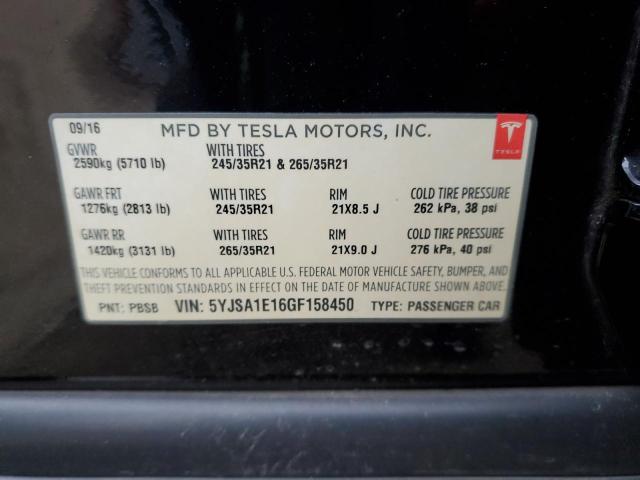 09/16 MFD BY TESLA MOTORS, INC.
GVWR WITH TIRES
2590kg (5710 lb) 245/35R21 & 265/35R21
GAWR FRT WITH TIRES RIM COLD TIRE PRESSURE
1276kg (2813 lb) 245/35R21 21X8.5 J 262 kPa, 38 psi
GAWR RR WITH TIRES RIM COLD TIRE PRESSURE
1420kg (3131 lb) 265/35R21 21X9.0 J 276 kPa, 40 psi
THIS VEHICLE CONFORMS TO ALL APPLICABLE U.S. FEDERAL MOTOR VEHICLE SAFETY, BUMPER, AND
THEFT PREVENTION STANDARDS IN EFFECT ON THE DATE OF MANUFACTURE SHOWN ABOVE.
PNT: PBSB VIN: 5YJSA1E16GF158450 TYPE: PASSENGER CAR
TESLA